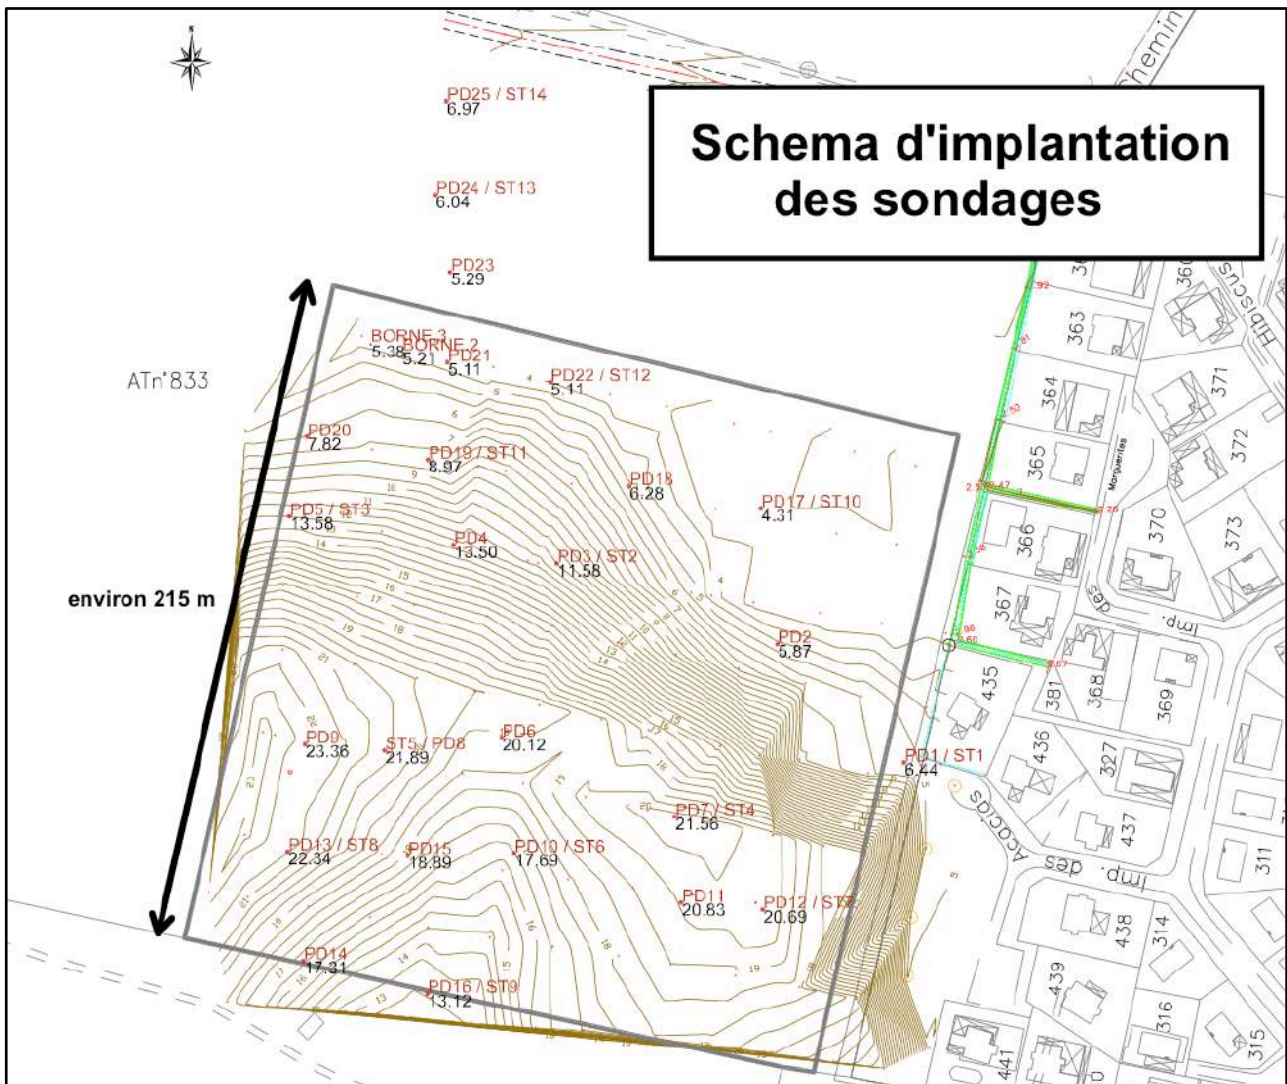 N
Chemin
PD25 / ST14
6.97
Schema d'implantation
des sondages
PD24 / ST13
6.04
PD23
5.29
360
Hibiscus
.92
363
BORNE 3
5.38
BORNE 2
5.21
PD21
5.11
PD22 / ST12
5.11
ATn°833
364
371
372
PD20
7.82
PD19 / ST11
8.97
365
Marguerites
PD18
6.28
PD17 / ST10
4.31
PD5 / ST3
13.58
PD4
13.50
PD3 / ST2
11.58
366
370
373
environ 215 m
367
Imp. des
PD2
5.87
435
381
368
369
PD9
23.36
ST5 / PD8
21.89
PD6
20.12
PD1 / ST1
6.44
436
327
PD7 / ST4
21.56
437
Imp. des Acacias
311
PD13 / ST8
22.34
PD15
18.89
PD10 / ST6
17.69
PD11
20.83
PD12 /
20.69
438
314
PD14
17.31
PD16 / ST9
13.12
439
316
315
441